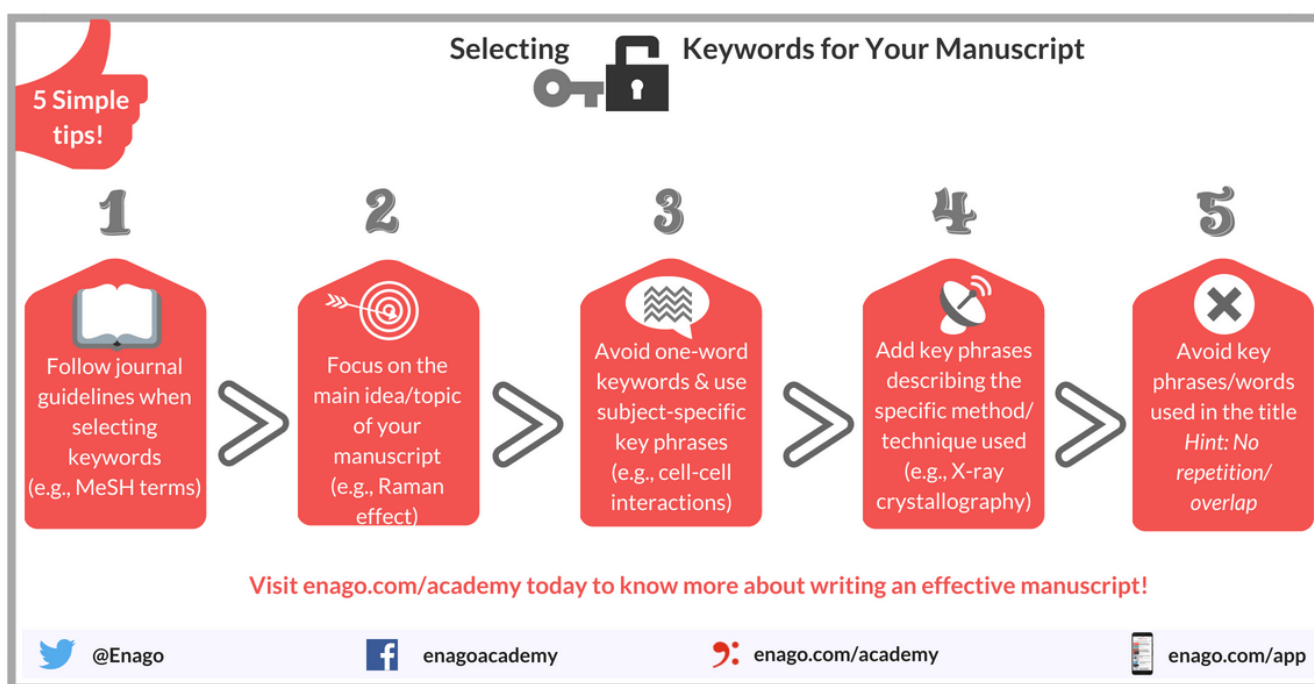 Selecting Keywords for Your Manuscript
5 Simple
tips!
1
Follow journal
guidelines when
selecting
keywords
(e.g., MeSH terms)
2
Focus on the
main idea/topic
of your
manuscript
(e.g., Raman
effect)
3
Avoid one-word
keywords & use
subject-specific
key phrases
(e.g., cell-cell
interactions)
4
Add key phrases
describing the
specific method/
technique used
(e.g., X-ray
crystallography)
5
Avoid key
phrases/words
used in the title
Hint: No
repetition/
overlap
Visit enago.com/academy today to know more about writing an effective manuscript!
@Enago
enagoacademy
enago.com/academy
enago.com/app